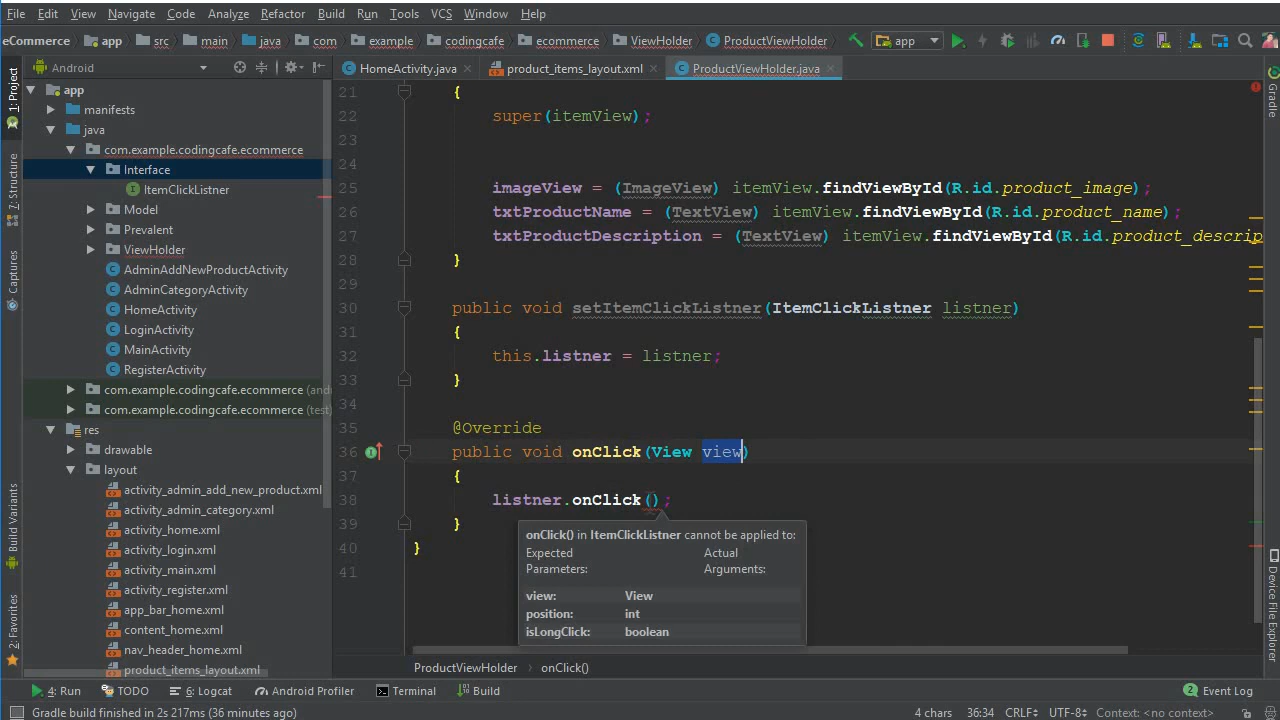 File Edit View Navigate Code Analyze Refactor Build Run Tools VCS Window Help
eCommerce app src main java com example codingcafe ecommerce ViewHolder ProductViewHolder app
1: Project
Android
HomeActivity.java product_items_layout.xml ProductViewHolder.java
Gradle
app
manifests
java
com.example.codingcafe.ecommerce
Interface
ItemClickListner
Model
Prevalent
ViewHolder
AdminAddNewProductActivity
AdminCategoryActivity
HomeActivity
LoginActivity
MainActivity
RegisterActivity
com.example.codingcafe.ecommerce (and
com.example.codingcafe.ecommerce (test)
res
drawable
layout
activity_admin_add_new_product.xml
activity_admin_category.xml
activity_home.xml
activity_login.xml
activity_main.xml
activity_register.xml
app_bar_home.xml
content_home.xml
nav_header_home.xml
product_items_layout.xml
7: Structure
Captures
Build Variants
2: Favorites
21 {
22 super(itemView);
23
24
25 imageView = (ImageView) itemView.findViewById(R.id.product_image);
26 txtProductName = (TextView) itemView.findViewById(R.id.product_name);
27 txtProductDescription = (TextView) itemView.findViewById(R.id.product_descrip
28 }
29
30 public void setItemClickListner(ItemClickListner listner)
31 {
32 this.listner = listner;
33 }
34
35 @Override
36 public void onClick(View view)
37 {
38 listner.onClick();
39 }
40 }
41
onClick() in ItemClickListner cannot be applied to:
Expected Actual
Parameters: Arguments:
view: View
position: int
isLongClick: boolean
Device File Explorer
ProductViewHolder › onClick()
4: Run TODO 6: Logcat Android Profiler Terminal Build 2 Event Log
Gradle build finished in 2s 217ms (36 minutes ago) 4 chars 36:34 CRLF UTF-8 Context: <no context>